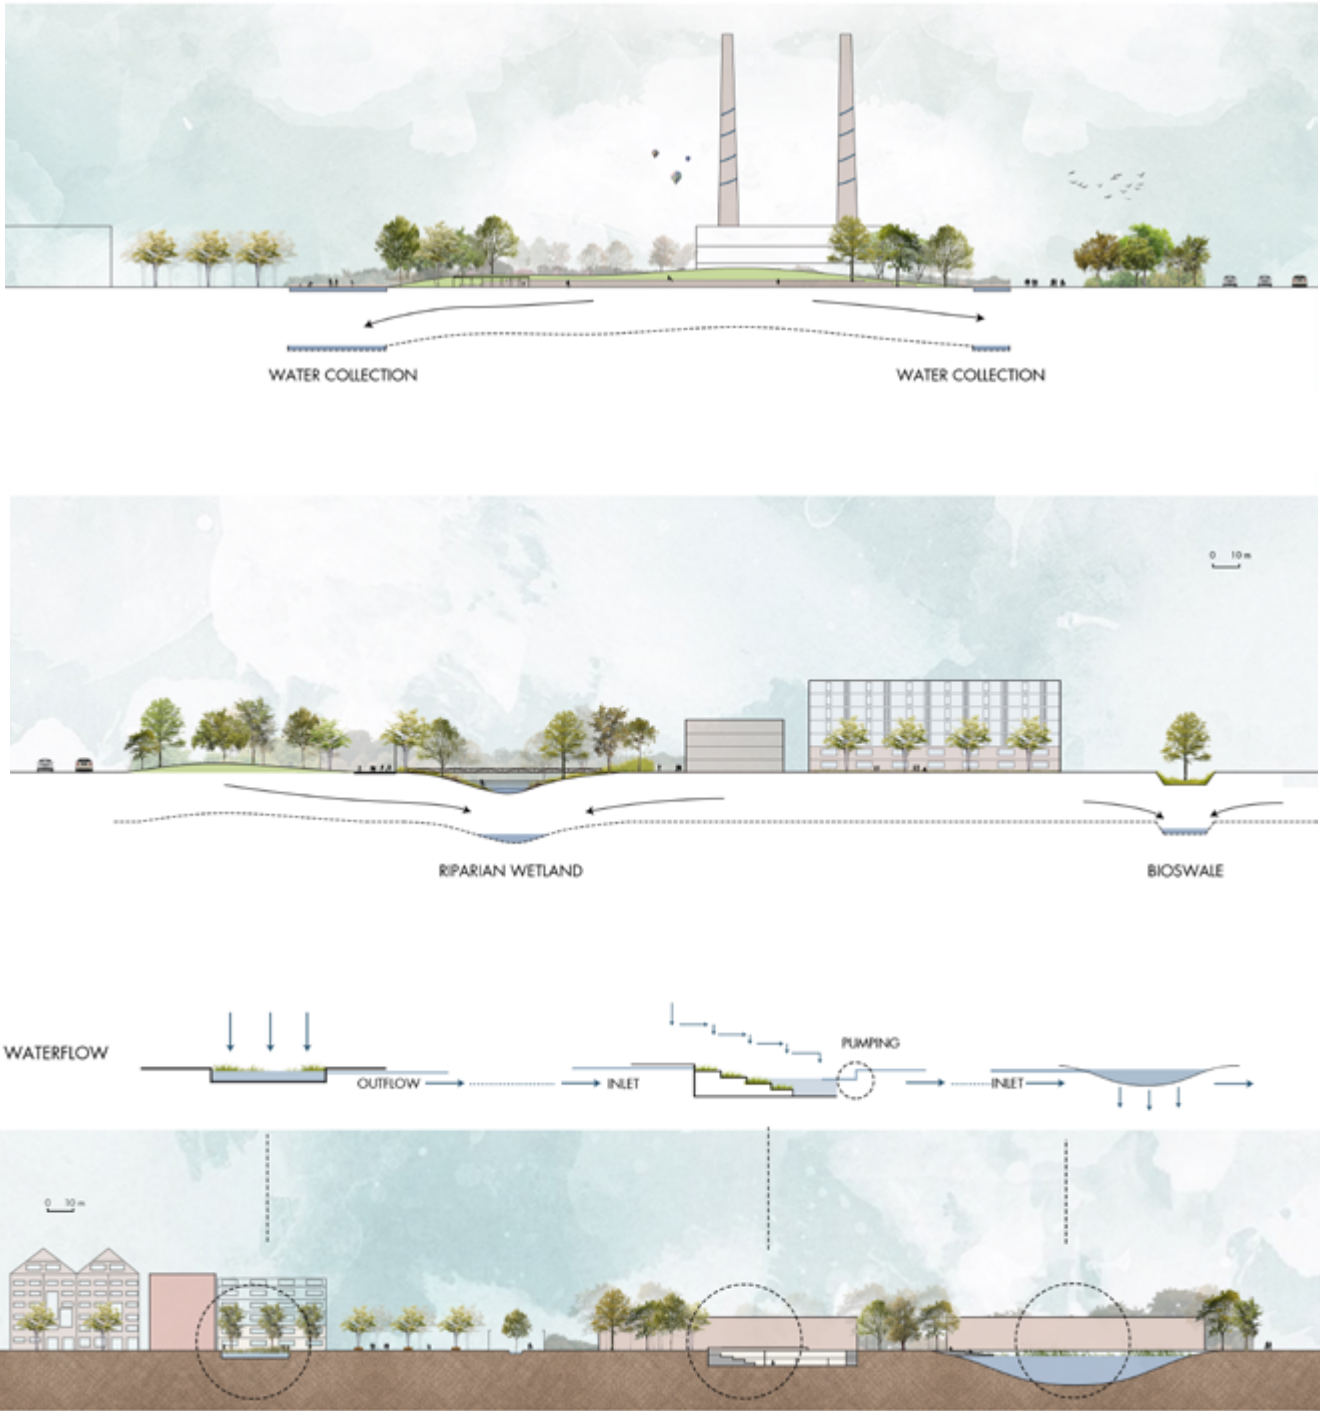 WATER COLLECTION WATER COLLECTION
0 10 m
RIPARIAN WETLAND BIOSWALE
PUMPING
WATERFLOW
OUTFLOW INLET INLET
0 10 m